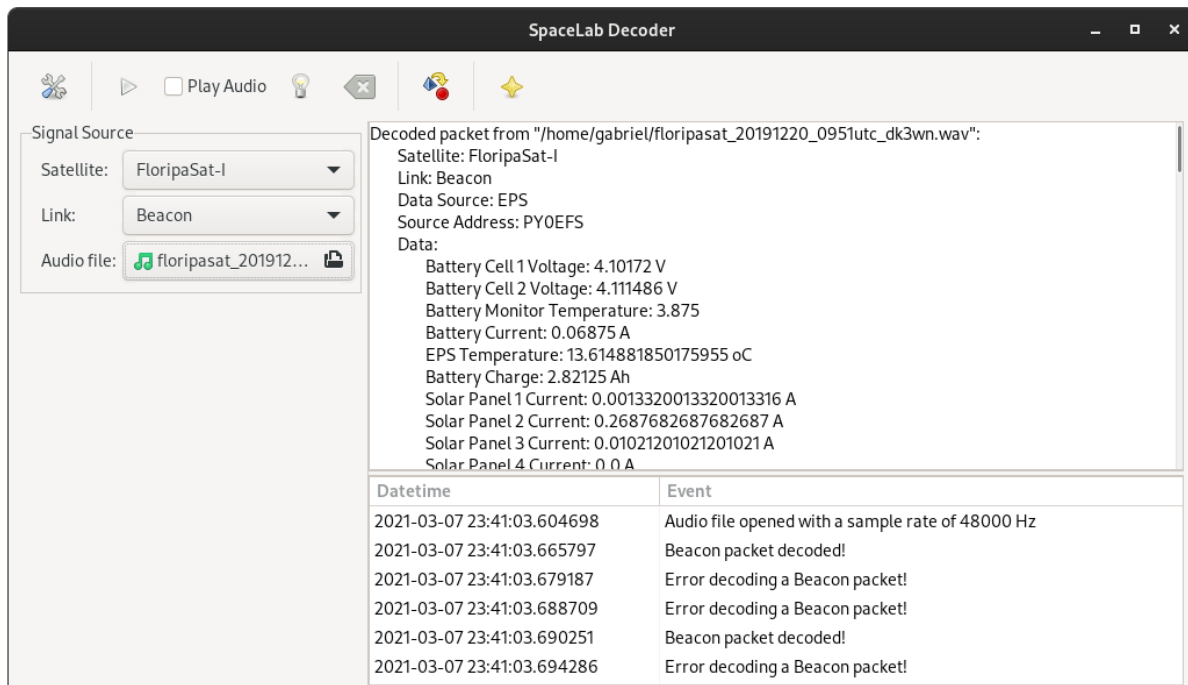 SpaceLab Decoder
Play Audio
Signal Source
Satellite: FloripaSat-I
Link: Beacon
Audio file: floripasat_201912...
Decoded packet from "/home/gabriel/floripasat_20191220_0951utc_dk3wn.wav":
Satellite: FloripaSat-I
Link: Beacon
Data Source: EPS
Source Address: PY0EFS
Data:
Battery Cell 1 Voltage: 4.10172 V
Battery Cell 2 Voltage: 4.111486 V
Battery Monitor Temperature: 3.875
Battery Current: 0.06875 A
EPS Temperature: 13.614881850175955 oC
Battery Charge: 2.82125 Ah
Solar Panel 1 Current: 0.0013320013320013316 A
Solar Panel 2 Current: 0.2687682687682687 A
Solar Panel 3 Current: 0.01021201021201021 A
Solar Panel 4 Current: 0.0 A
Datetime Event
2021-03-07 23:41:03.604698 Audio file opened with a sample rate of 48000 Hz
2021-03-07 23:41:03.665797 Beacon packet decoded!
2021-03-07 23:41:03.679187 Error decoding a Beacon packet!
2021-03-07 23:41:03.688709 Error decoding a Beacon packet!
2021-03-07 23:41:03.690251 Beacon packet decoded!
2021-03-07 23:41:03.694286 Error decoding a Beacon packet!